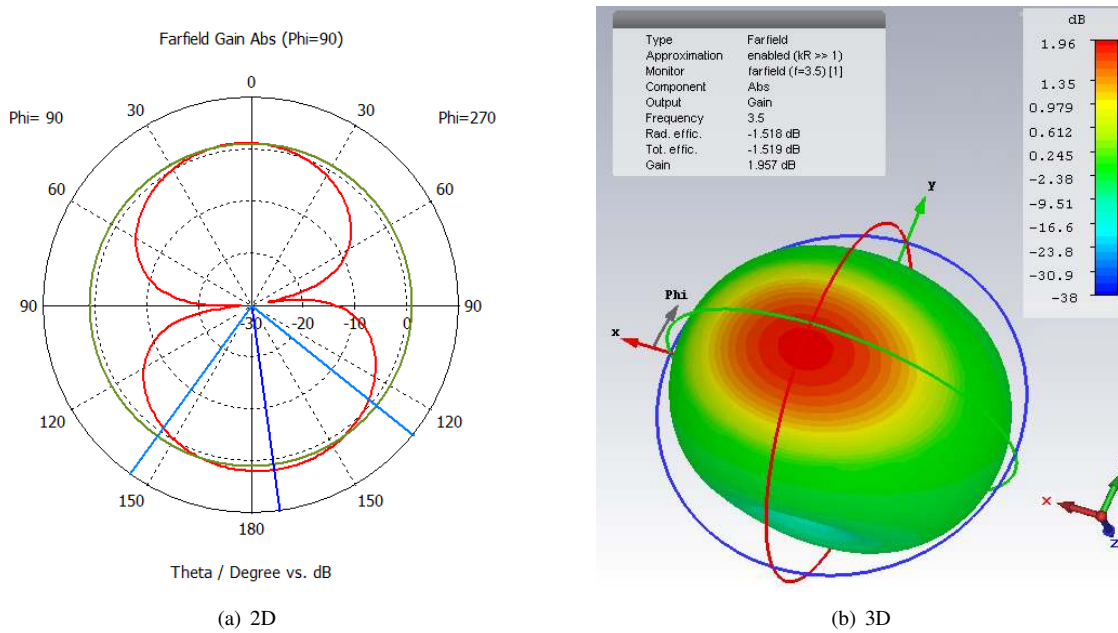 Farfield Gain Abs (Phi=90)
Phi= 90
30
0
30
Phi=270
60
60
90
-30
-20
-10
0
90
120
120
150
150
180
Theta / Degree vs. dB
(a) 2D
Type Farfield
Approximation enabled (kR >> 1)
Monitor farfield (f=3.5) [1]
Component Abs
Output Gain
Frequency 3.5
Rad. effic. -1.518 dB
Tot. effic. -1.519 dB
Gain 1.957 dB
dB
1.96
1.35
0.979
0.612
0.245
-2.38
-9.51
-16.6
-23.8
-30.9
-38
y
Phi
x
x
z
(b) 3D